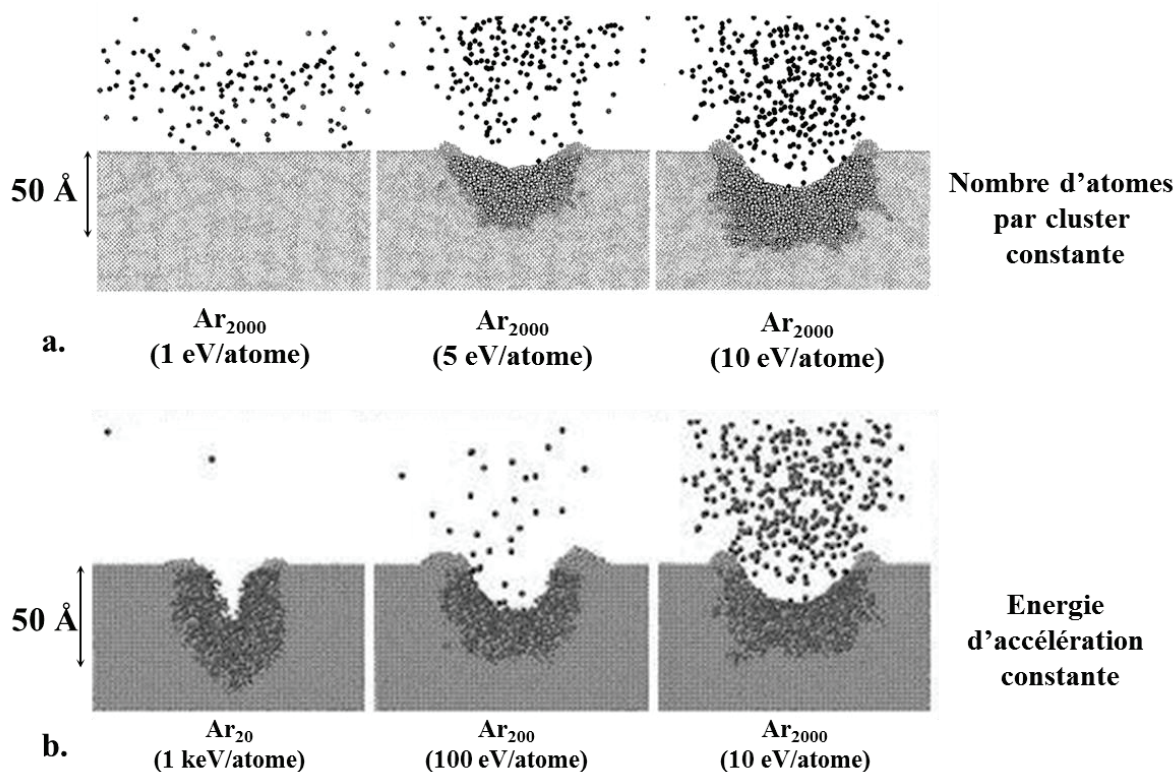 50 Å
Nombre d’atomes
par cluster
constante
a.
Ar₂₀₀₀
(1 eV/atome)
Ar₂₀₀₀
(5 eV/atome)
Ar₂₀₀₀
(10 eV/atome)
50 Å
Energie
d’accélération
constante
b.
Ar₂₀
(1 keV/atome)
Ar₂₀₀
(100 eV/atome)
Ar₂₀₀₀
(10 eV/atome)